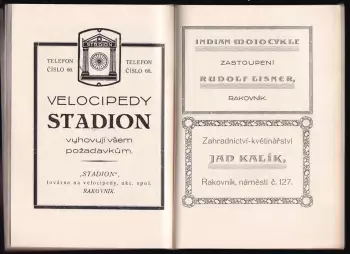 TELEFON
ČÍSLO 66.
STADION
TELEFON
ČÍSLO 66.
VELOCIPEDY
STADION
vyhovují všem
požadavkům.
„STADION",
továrna na velocipedy, akc. spol.
RAKOVNÍK.
INDIAN-MOTOCYKLE
ZASTOUPENÍ
RUDOLF LISNER,
RAKOVNÍK.
Zahradnictví-květinářství
JAN KALÍK,
Rakovník, náměstí č. 127.